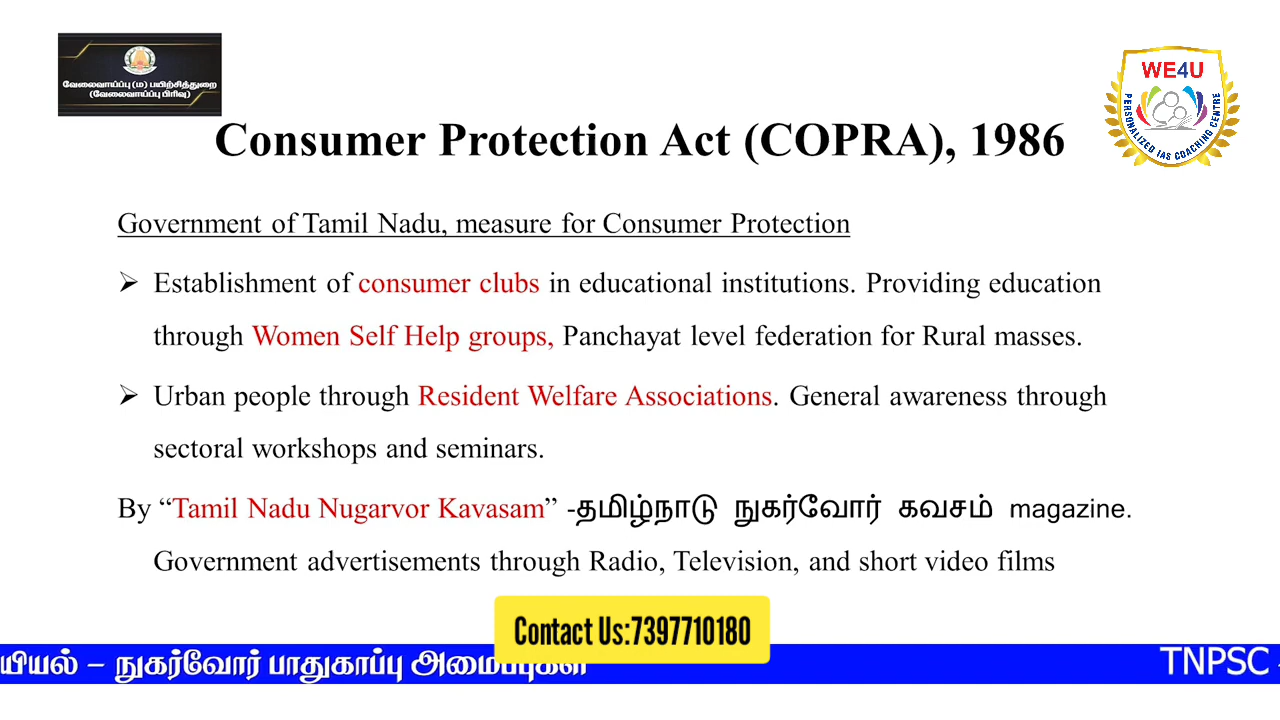 வேலைவாய்ப்பு (ம) பயிற்சித்துறை
(வேலைவாய்ப்பு பிரிவு)
WE4U
PERSONALIZED IAS COACHING CENTRE
Consumer Protection Act (COPRA), 1986
Government of Tamil Nadu, measure for Consumer Protection
➢ Establishment of consumer clubs in educational institutions. Providing education
through Women Self Help groups, Panchayat level federation for Rural masses.
➢ Urban people through Resident Welfare Associations. General awareness through
sectoral workshops and seminars.
By “Tamil Nadu Nugarvor Kavasam” -தமிழ்நாடு நுகர்வோர் கவசம் magazine.
Government advertisements through Radio, Television, and short video films
Contact Us:7397710180
யியல் – நுகர்வோர் பாதுகாப்பு அமைப்புகள் TNPSC